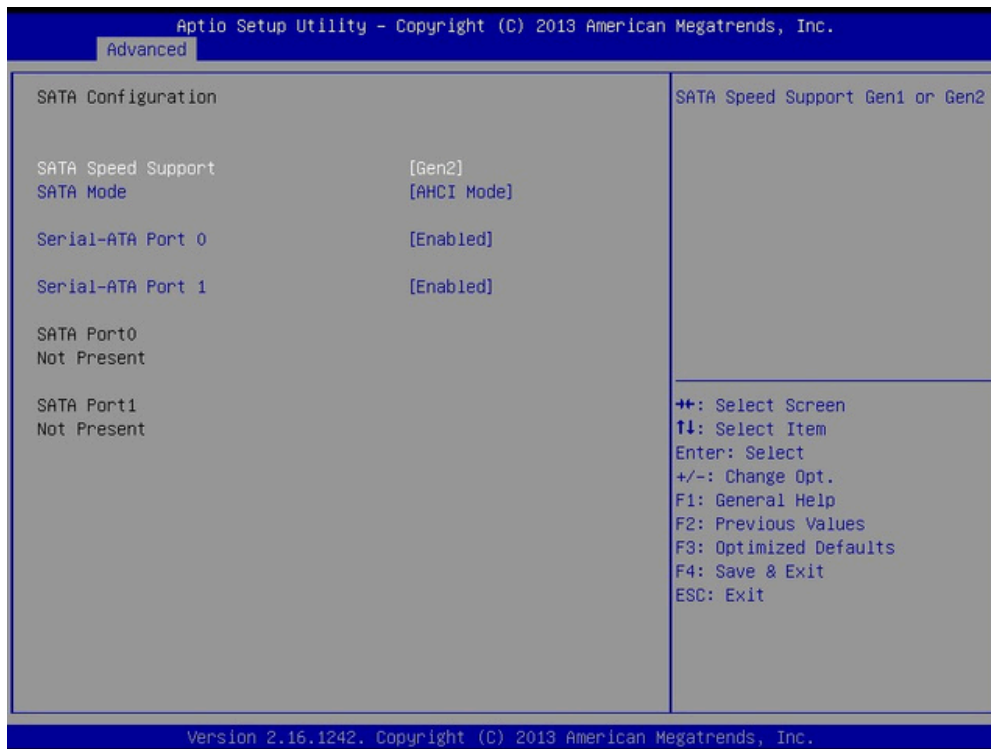 Aptio Setup Utility – Copyright (C) 2013 American Megatrends, Inc.
Advanced
SATA Configuration
SATA Speed Support [Gen2]
SATA Mode [AHCI Mode]
Serial-ATA Port 0 [Enabled]
Serial-ATA Port 1 [Enabled]
SATA Port0
Not Present
SATA Port1
Not Present
SATA Speed Support Gen1 or Gen2
→←: Select Screen
↑↓: Select Item
Enter: Select
+/-: Change Opt.
F1: General Help
F2: Previous Values
F3: Optimized Defaults
F4: Save & Exit
ESC: Exit
Version 2.16.1242. Copyright (C) 2013 American Megatrends, Inc.